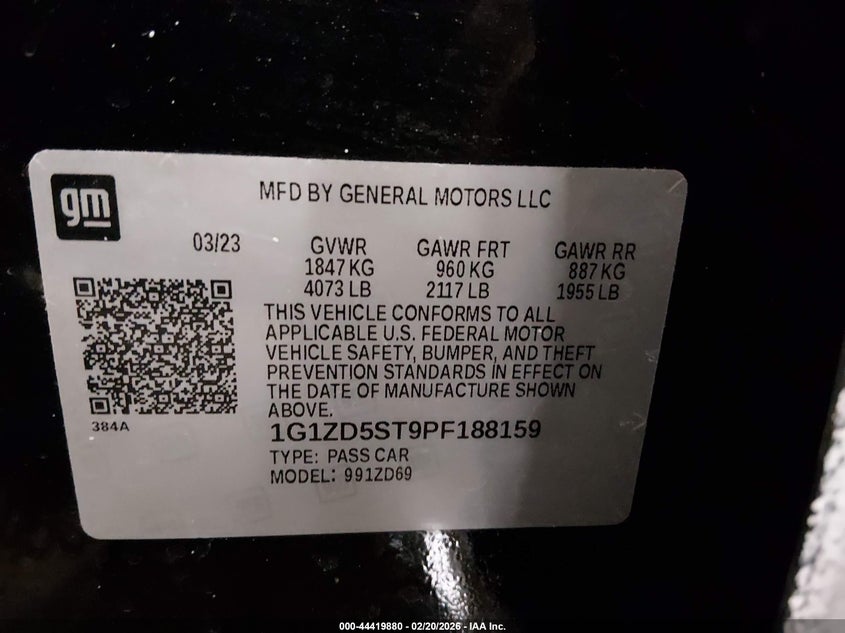 gm
MFD BY GENERAL MOTORS LLC
03/23 GVWR GAWR FRT GAWR RR
1847 KG 960 KG 887 KG
4073 LB 2117 LB 1955 LB
THIS VEHICLE CONFORMS TO ALL
APPLICABLE U.S. FEDERAL MOTOR
VEHICLE SAFETY, BUMPER, AND THEFT
PREVENTION STANDARDS IN EFFECT ON
THE DATE OF MANUFACTURE SHOWN
ABOVE.
384A
1G1ZD5ST9PF188159
TYPE: PASS CAR
MODEL: 991ZD69
000-44419880 - 02/20/2026 - IAA Inc.